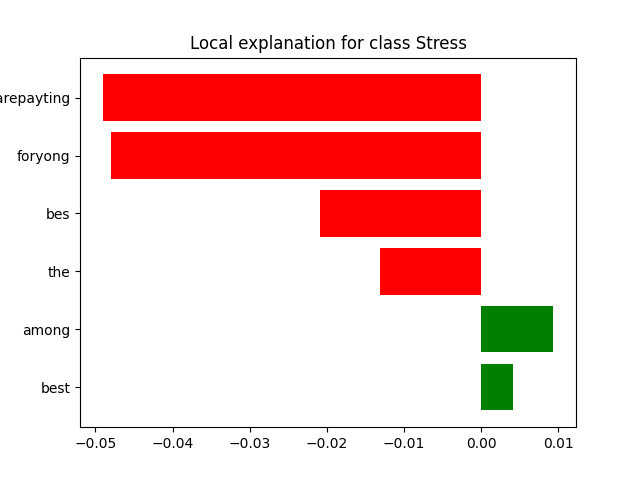 Local explanation for class Stress
arepayting
foryong
bes
the
among
best
−0.05 −0.04 −0.03 −0.02 −0.01 0.00 0.01